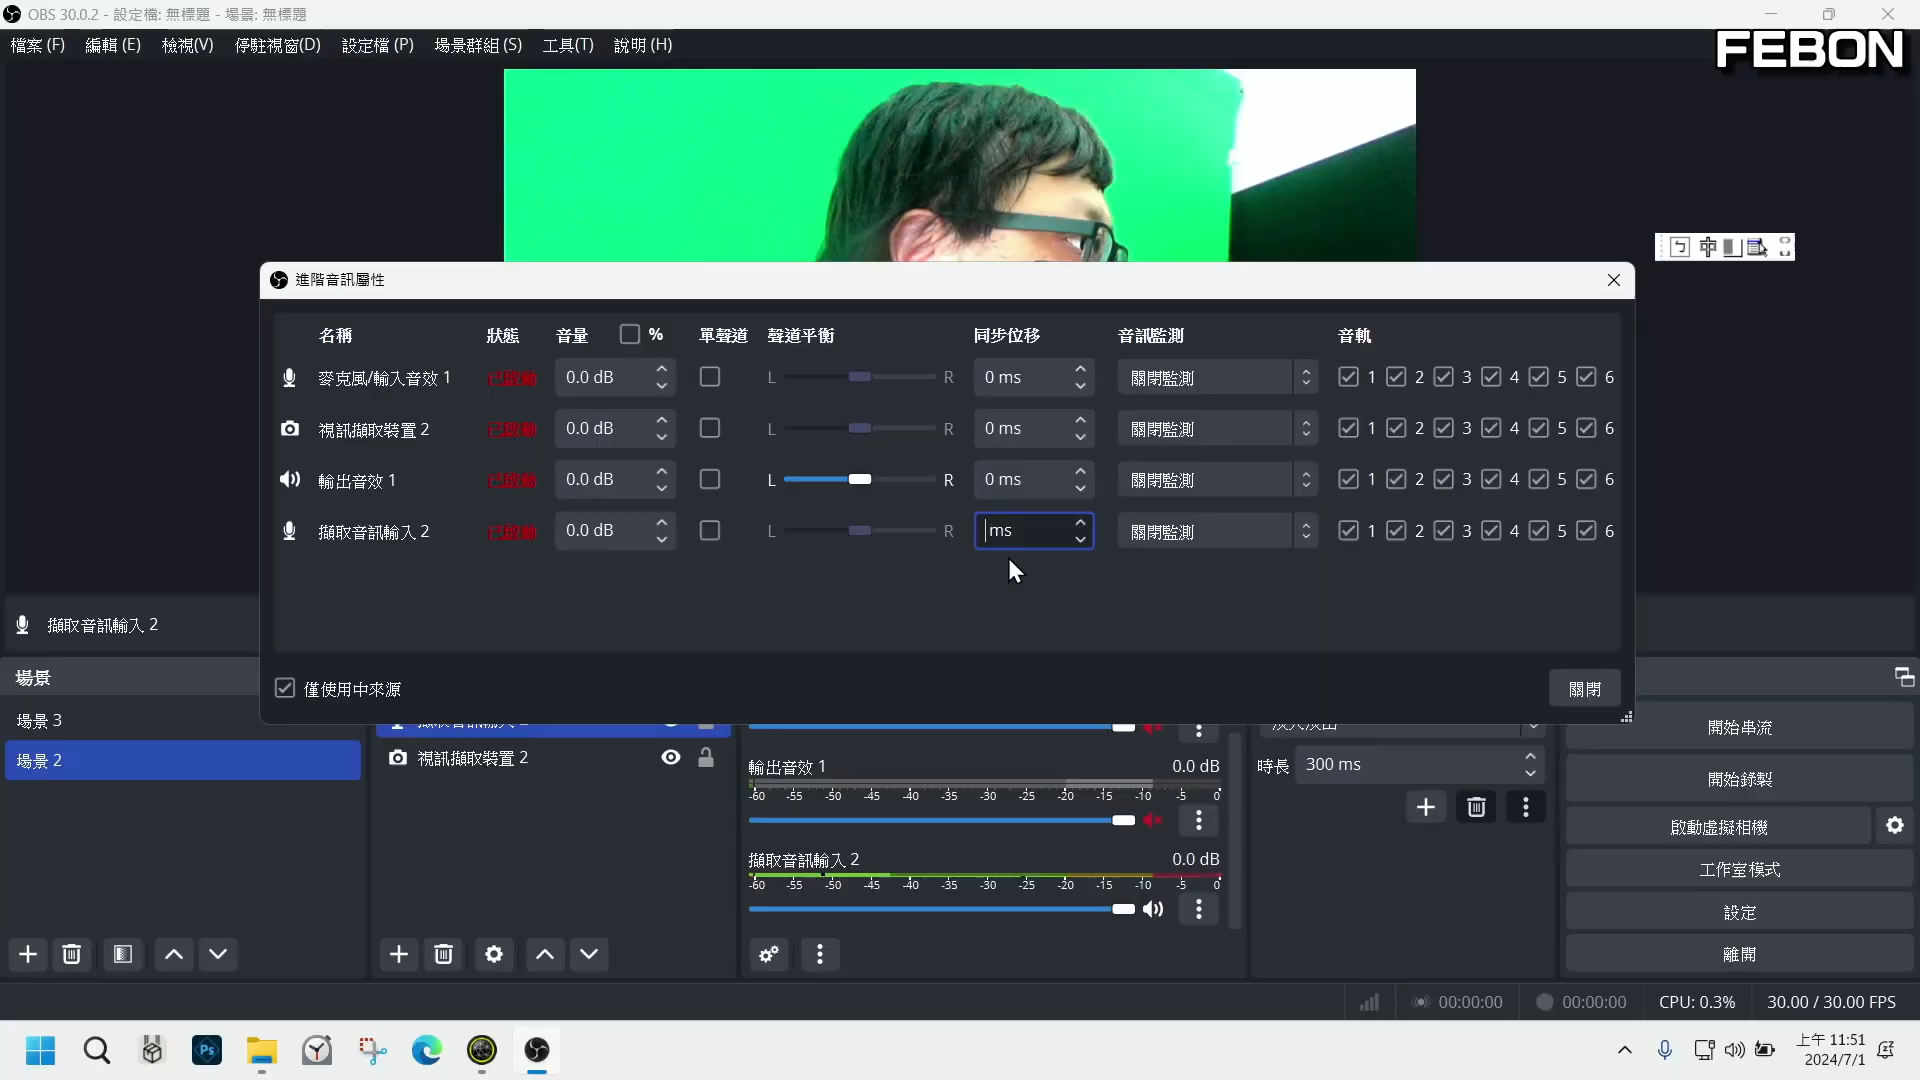 OBS 30.0.2 - 設定檔: 無標題 - 場景: 無標題
檔案 (F) 編輯 (E) 檢視(V) 停駐視窗(D) 設定檔 (P) 場景群組 (S) 工具(T) 說明 (H)
FEBON
ㄅ 中
進階音訊屬性
名稱 狀態 音量 % 單聲道 聲道平衡 同步位移 音訊監測 音軌
麥克風/輸入音效 1 已啟動 0.0 dB L R 0 ms 關閉監測 1 2 3 4 5 6
視訊擷取裝置 2 已啟動 0.0 dB L R 0 ms 關閉監測 1 2 3 4 5 6
輸出音效 1 已啟動 0.0 dB L R 0 ms 關閉監測 1 2 3 4 5 6
擷取音訊輸入 2 已啟動 0.0 dB L R ms 關閉監測 1 2 3 4 5 6
擷取音訊輸入 2
僅使用中來源 關閉
場景
場景 3
場景 2
視訊擷取裝置 2
輸出音效 1 0.0 dB
-60 -55 -50 -45 -40 -35 -30 -25 -20 -15 -10 -5 0
擷取音訊輸入 2 0.0 dB
-60 -55 -50 -45 -40 -35 -30 -25 -20 -15 -10 -5 0
時長 300 ms
開始串流
開始錄製
啟動虛擬相機
工作室模式
設定
離開
00:00:00 00:00:00 CPU: 0.3% 30.00 / 30.00 FPS
Ps
上午 11:51
2024/7/1